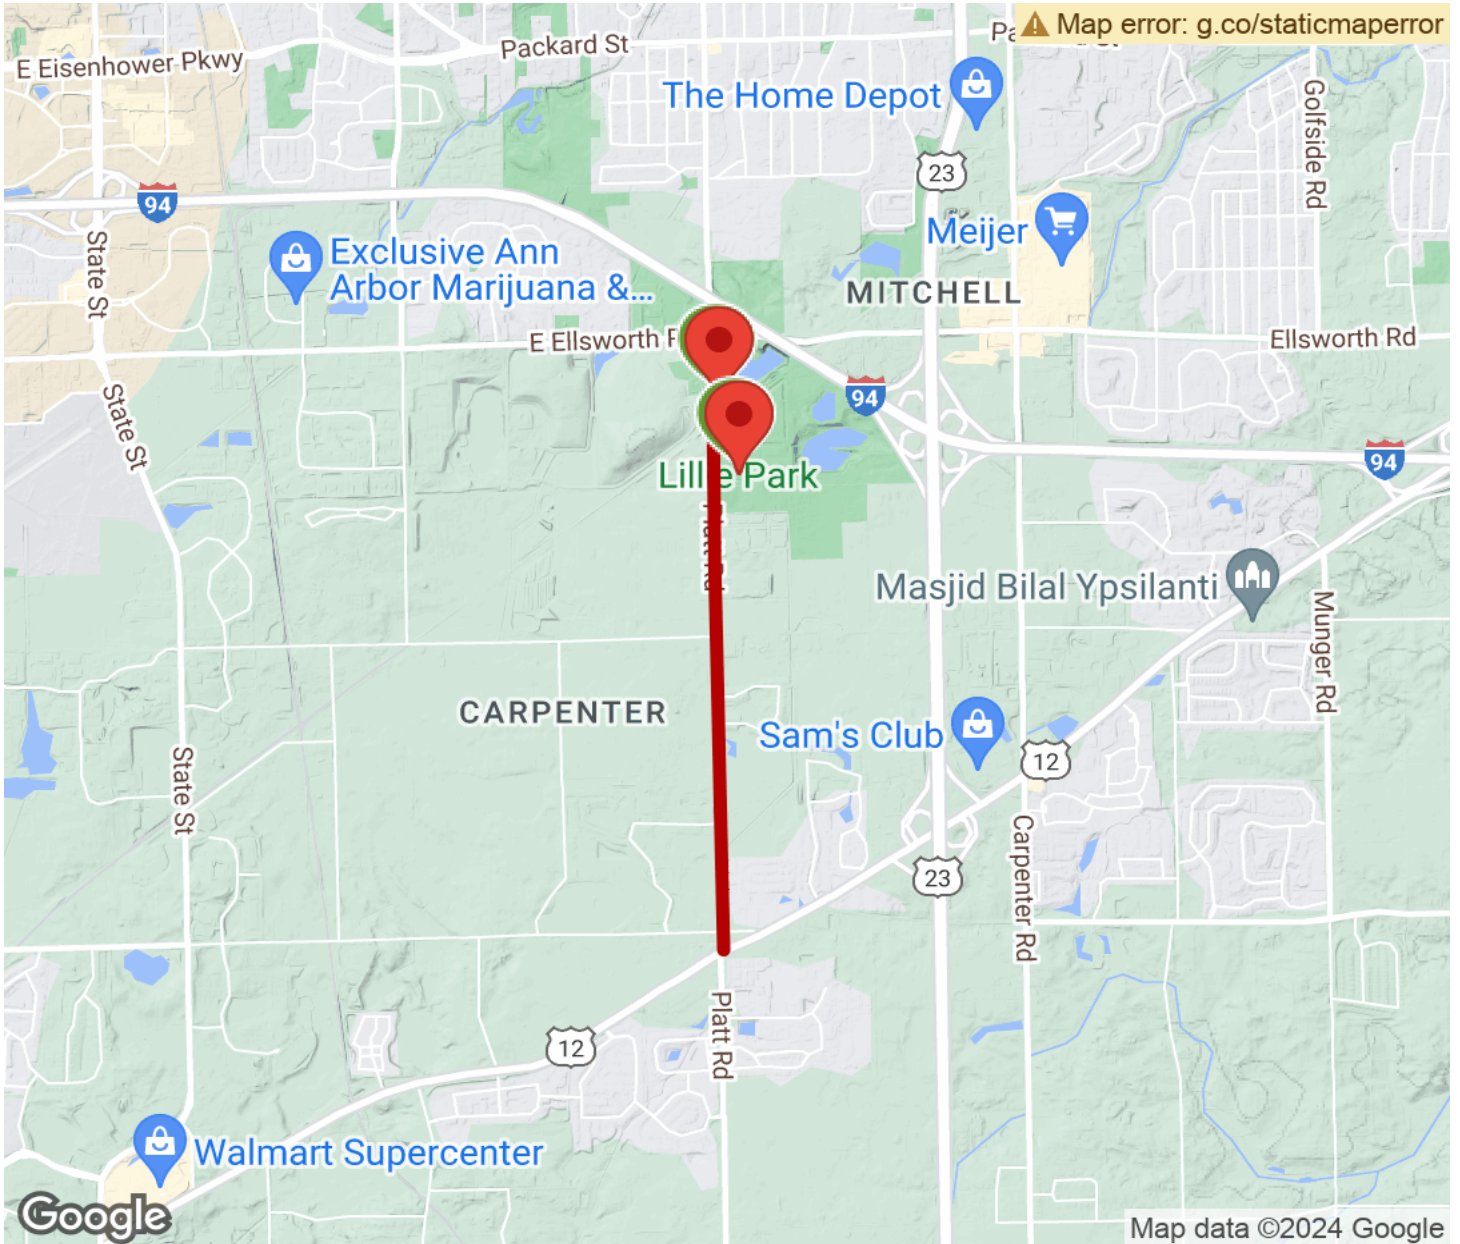 Map error: g.co/staticmaperror
Packard St
E Eisenhower Pkwy
The Home Depot
Golfside Rd
23
94
State St
Exclusive Ann
Arbor Marijuana &...
Meijer
MITCHELL
E Ellsworth
Ellsworth Rd
State St
94
94
Lillie Park
Platt Rd
Masjid Bilal Ypsilanti
Munger Rd
CARPENTER
Sam's Club
12
State St
Carpenter Rd
23
Platt Rd
12
Walmart Supercenter
Google
Map data ©2024 Google